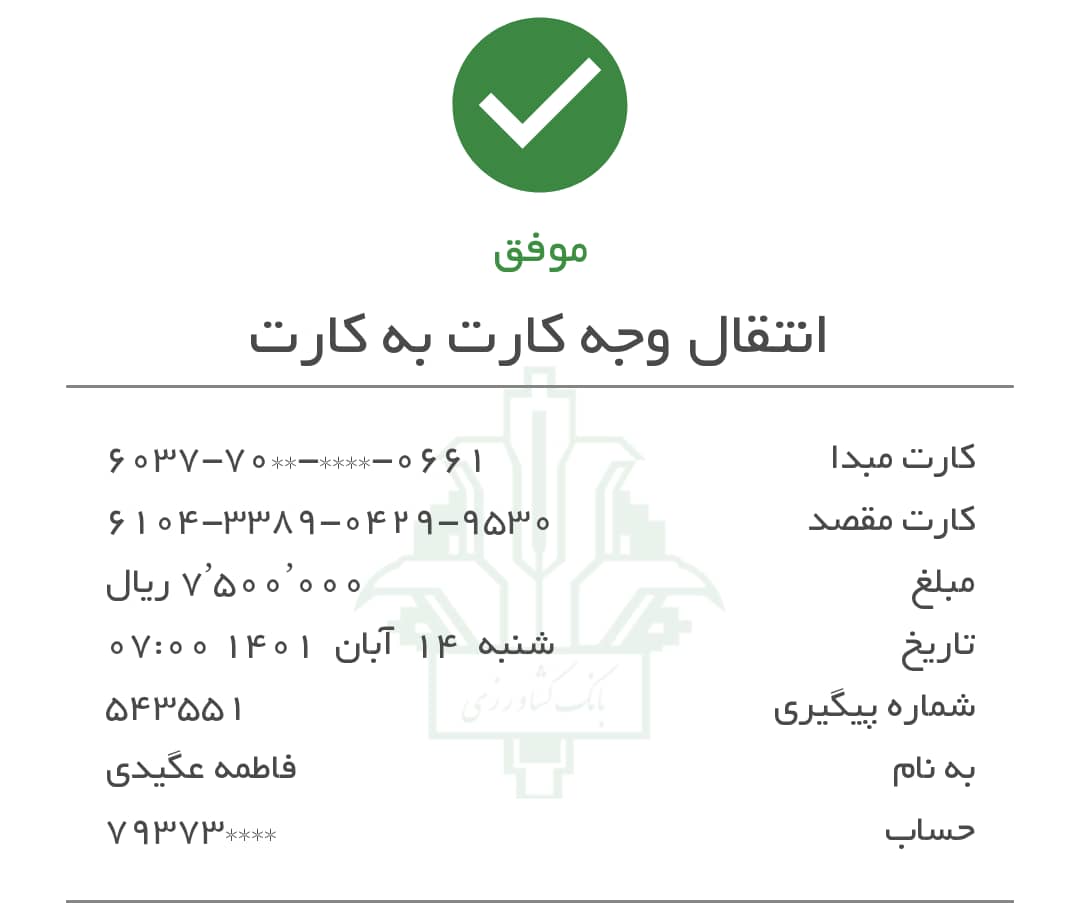 موفق
انتقال وجه کارت به کارت
کارت مبدا ۶۰۳۷-۷۰**-****-۰۶۶۱
کارت مقصد ۶۱۰۴-۳۳۸۹-۰۴۲۹-۹۵۳۰
مبلغ ۷٬۵۰۰٬۰۰۰ ریال
تاریخ شنبه ۱۴ آبان ۱۴۰۱ ۰۷:۰۰
شماره پیگیری ۵۴۳۵۵۱
به نام فاطمه عگیدی
حساب ۷۹۳۷۳****
بانک کشاورزی